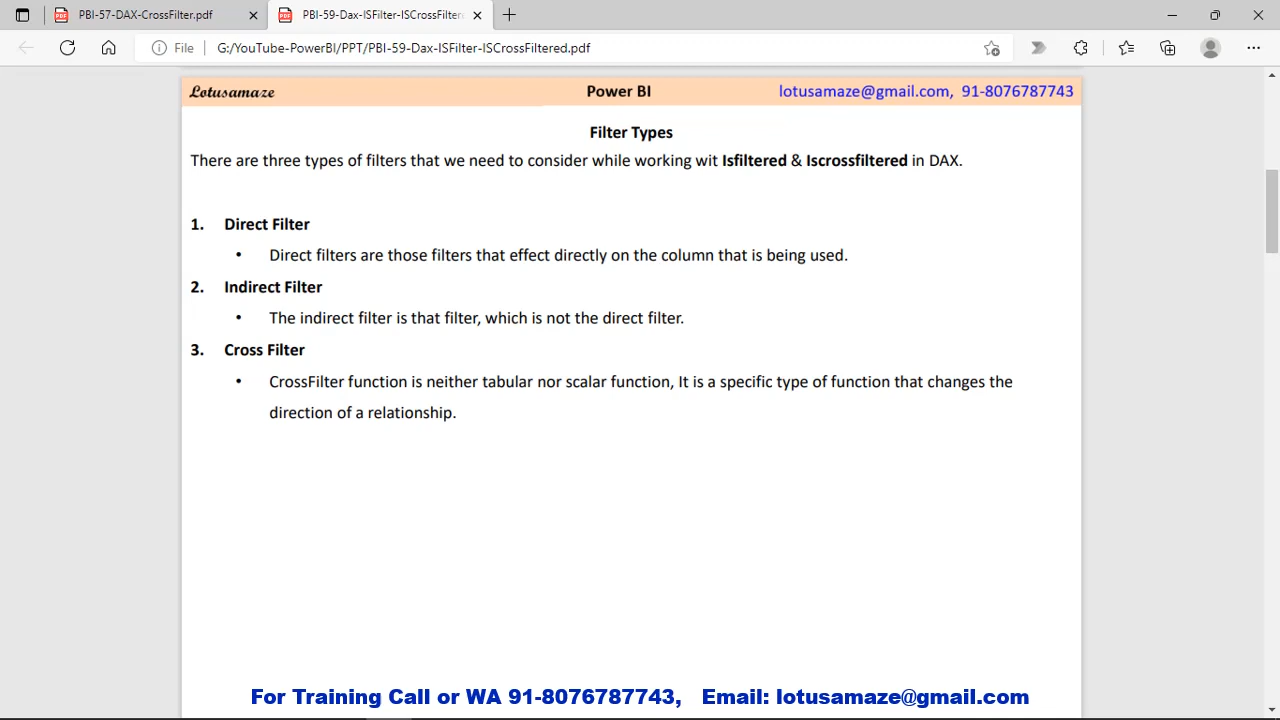 PBI-57-DAX-CrossFilter.pdf
PBI-59-Dax-ISFilter-ISCrossFilter
File
G:/YouTube-PowerBI/PPT/PBI-59-Dax-ISFilter-ISCrossFiltered.pdf
Lotusamaze Power BI lotusamaze@gmail.com, 91-8076787743
Filter Types
There are three types of filters that we need to consider while working wit Isfiltered & Iscrossfiltered in DAX.
1. Direct Filter
• Direct filters are those filters that effect directly on the column that is being used.
2. Indirect Filter
• The indirect filter is that filter, which is not the direct filter.
3. Cross Filter
• CrossFilter function is neither tabular nor scalar function, It is a specific type of function that changes the
direction of a relationship.
For Training Call or WA 91-8076787743, Email: lotusamaze@gmail.com